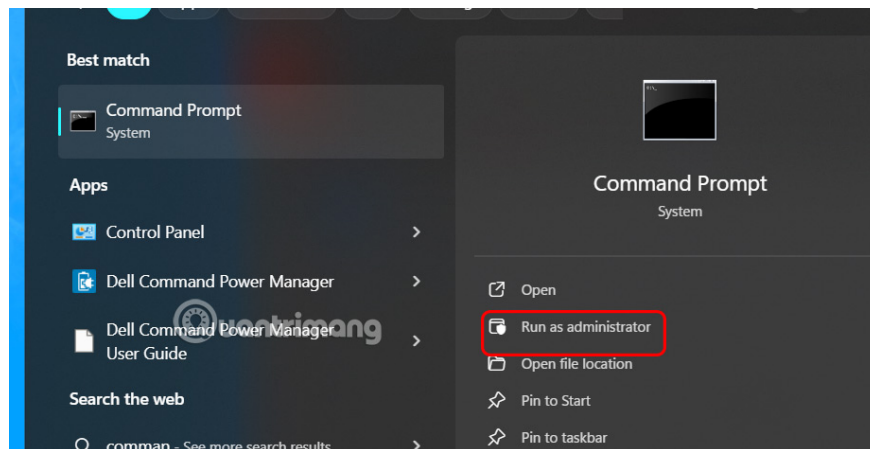 Best match
Command Prompt
System
Apps
Control Panel
Dell Command Power Manager
Dell Command Power Manager
User Guide
Search the web
comman - See more search results
Quantrimang
Command Prompt
System
Open
Run as administrator
Open file location
Pin to Start
Pin to taskbar